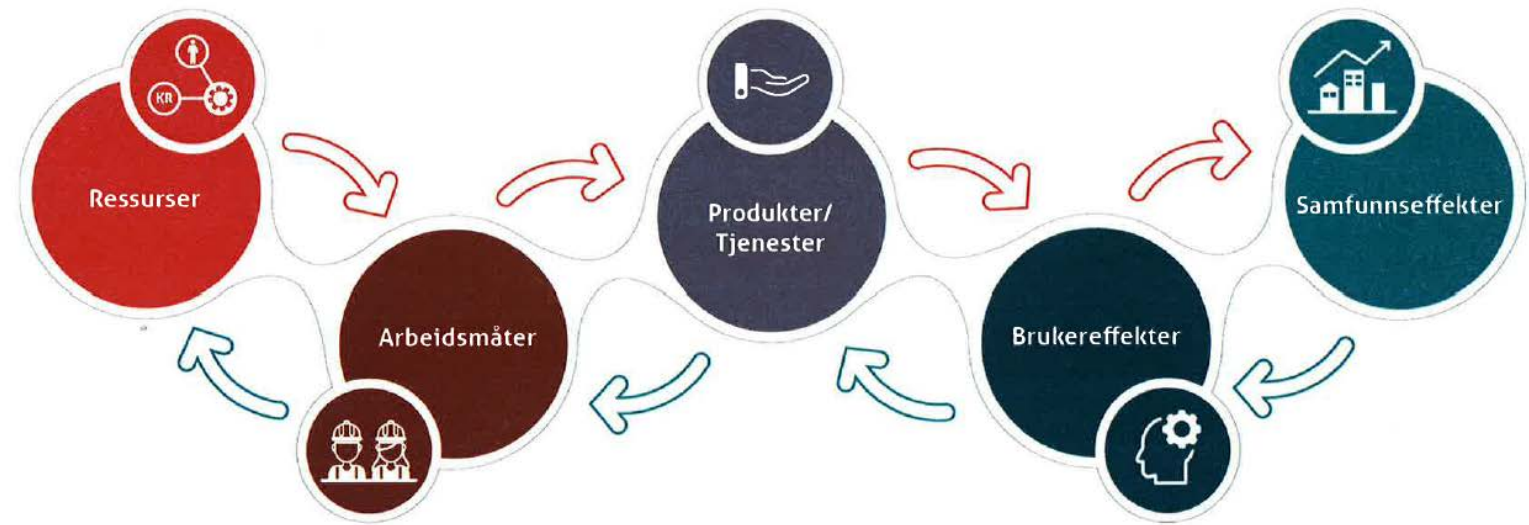 KR
Ressurser
Arbeidsmåter
Produkter/
Tjenester
Brukereffekter
Samfunnseffekter